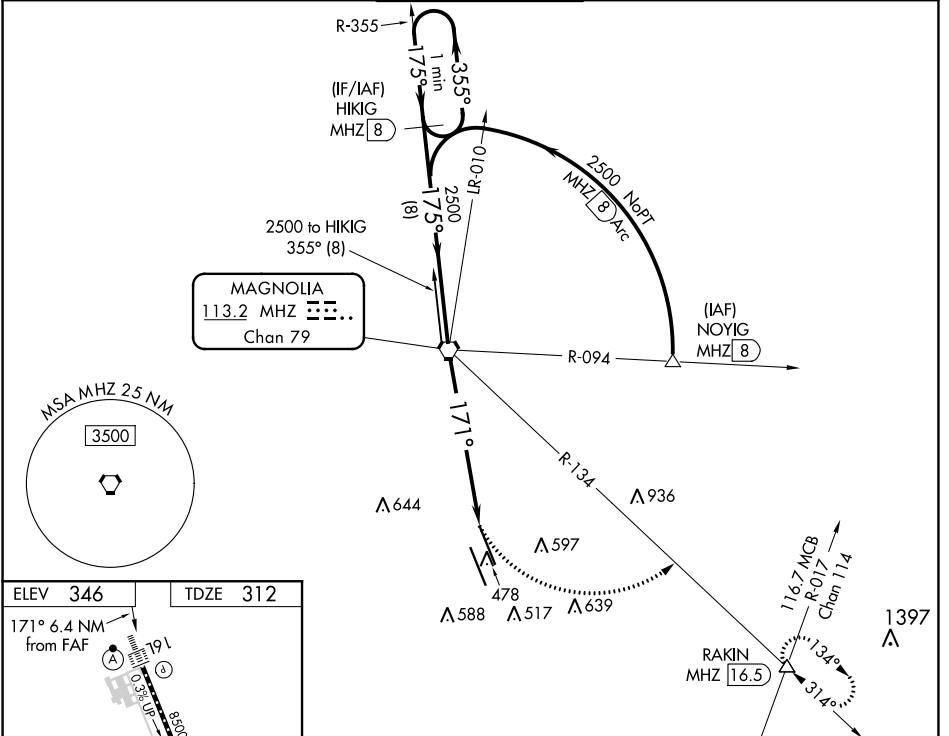 R-355
175°
1 min
355°
(IF/IAF)
HIKIG
MHZ 8
LR-010
2500 NoPT
MHZ 8 Arc
2500
175°
(8)
2500 to HIKIG
355° (8)
MAGNOLIA
113.2 MHZ
Chan 79
(IAF)
NOYIG
MHZ 8
R-094
171°
MSA MHZ 25 NM
3500
R-134
644
936
597
478
588
517
639
116.7 MCB
R-017
Chan 114
1397
RAKIN
MHZ 16.5
134°
314°
ELEV 346
TDZE 312
171° 6.4 NM
from FAF
16L
A
P
0.3% UP
8500